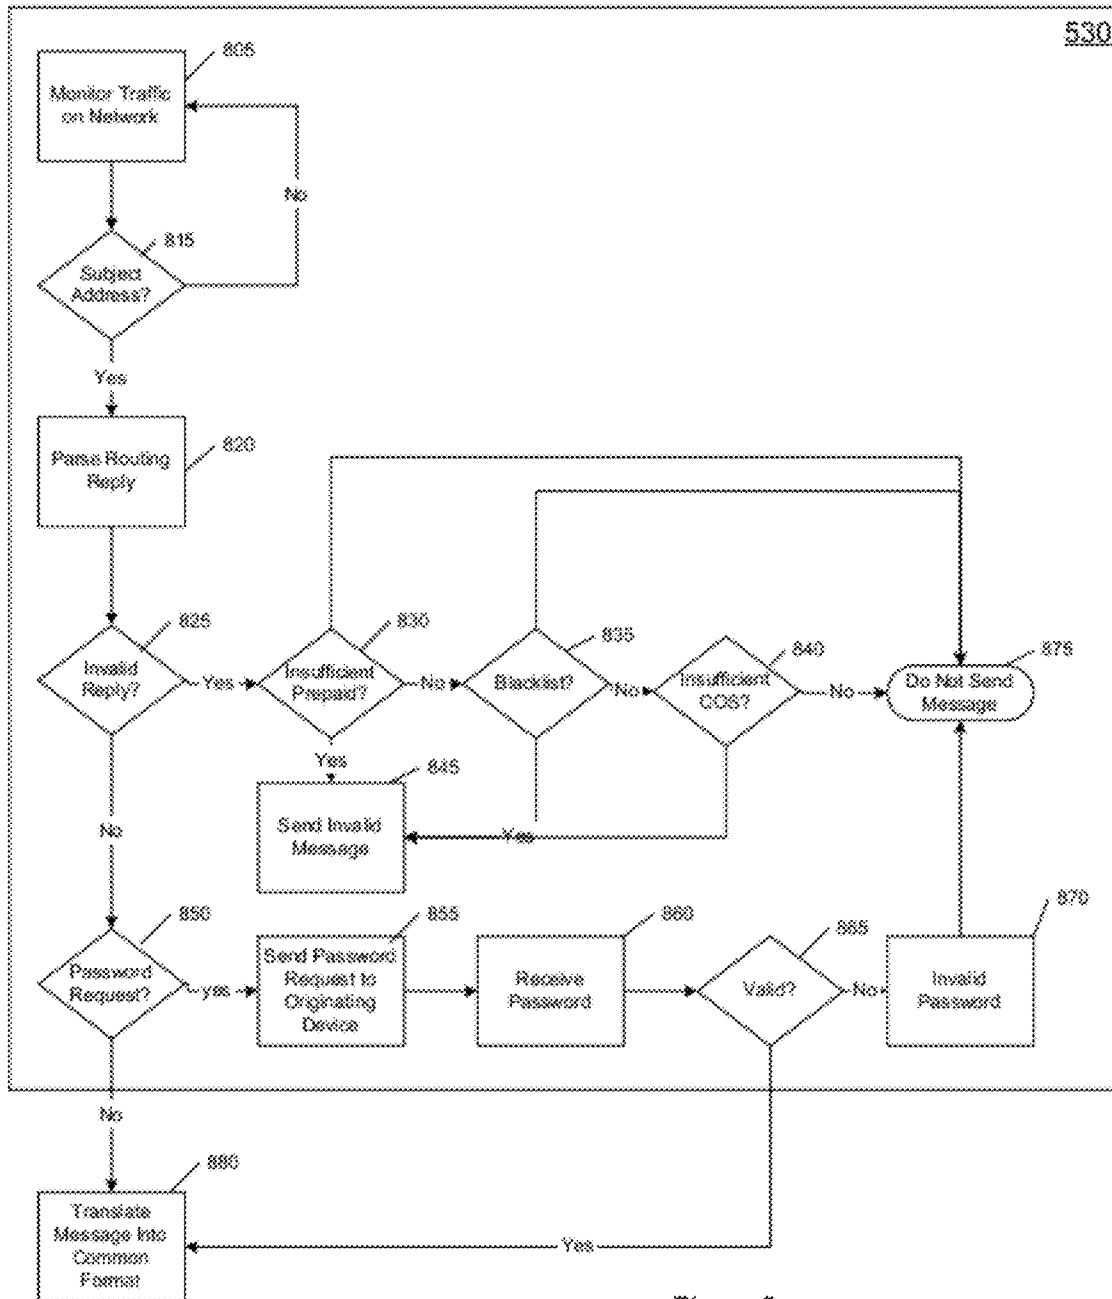 530
805
Monitor Traffic
on Network
No
815
Subject
Address?
Yes
820
Parse Routing
Reply
825
Invalid
Reply?
Yes
830
Insufficient
Prepaid?
No
835
Blacklist?
No
840
Insufficient
COS?
No
875
Do Not Send
Message
Yes
845
Send Invalid
Message
Yes
No
850
Password
Request?
yes
855
Send Password
Request to
Originating
Device
860
Receive
Password
865
Valid?
No
870
Invalid
Password
No
880
Translate
Message Into
Common
Format
Yes